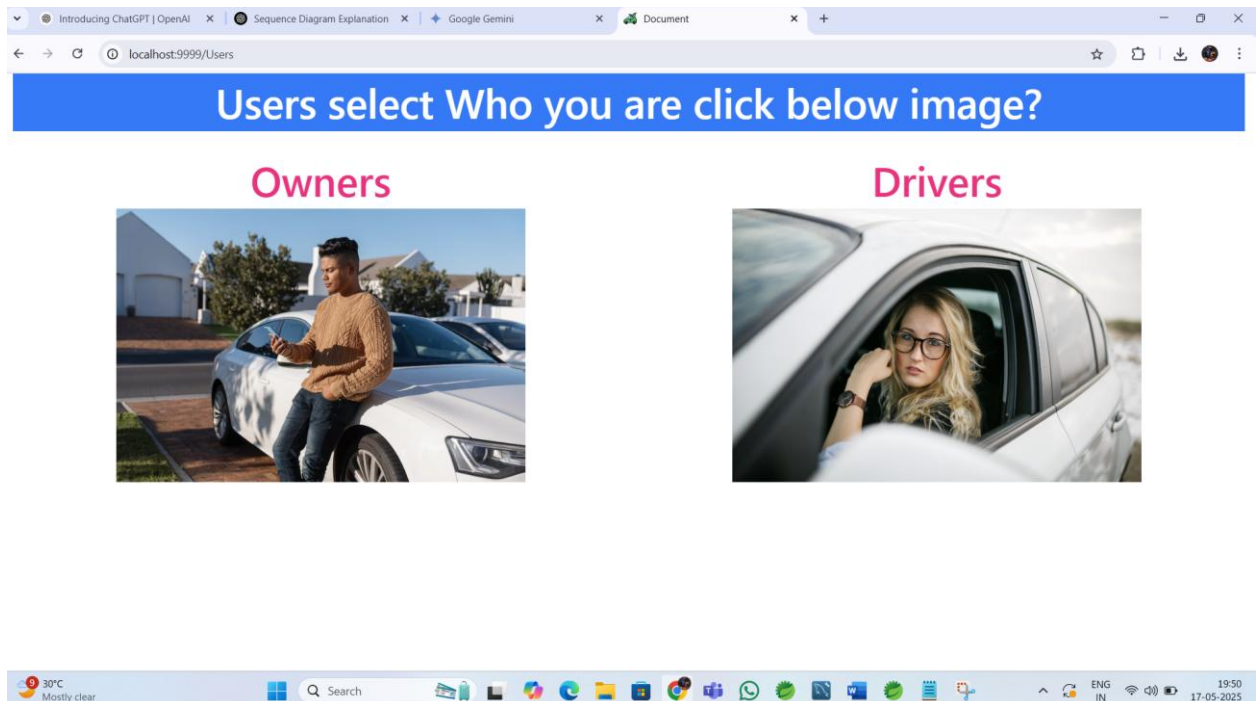 Introducing ChatGPT | OpenAI
Sequence Diagram Explanation
Google Gemini
Document
localhost:9999/Users
Users select Who you are click below image?
Owners
Drivers
9
30°C
Mostly clear
Search
ENG
IN
19:50
17-05-2025